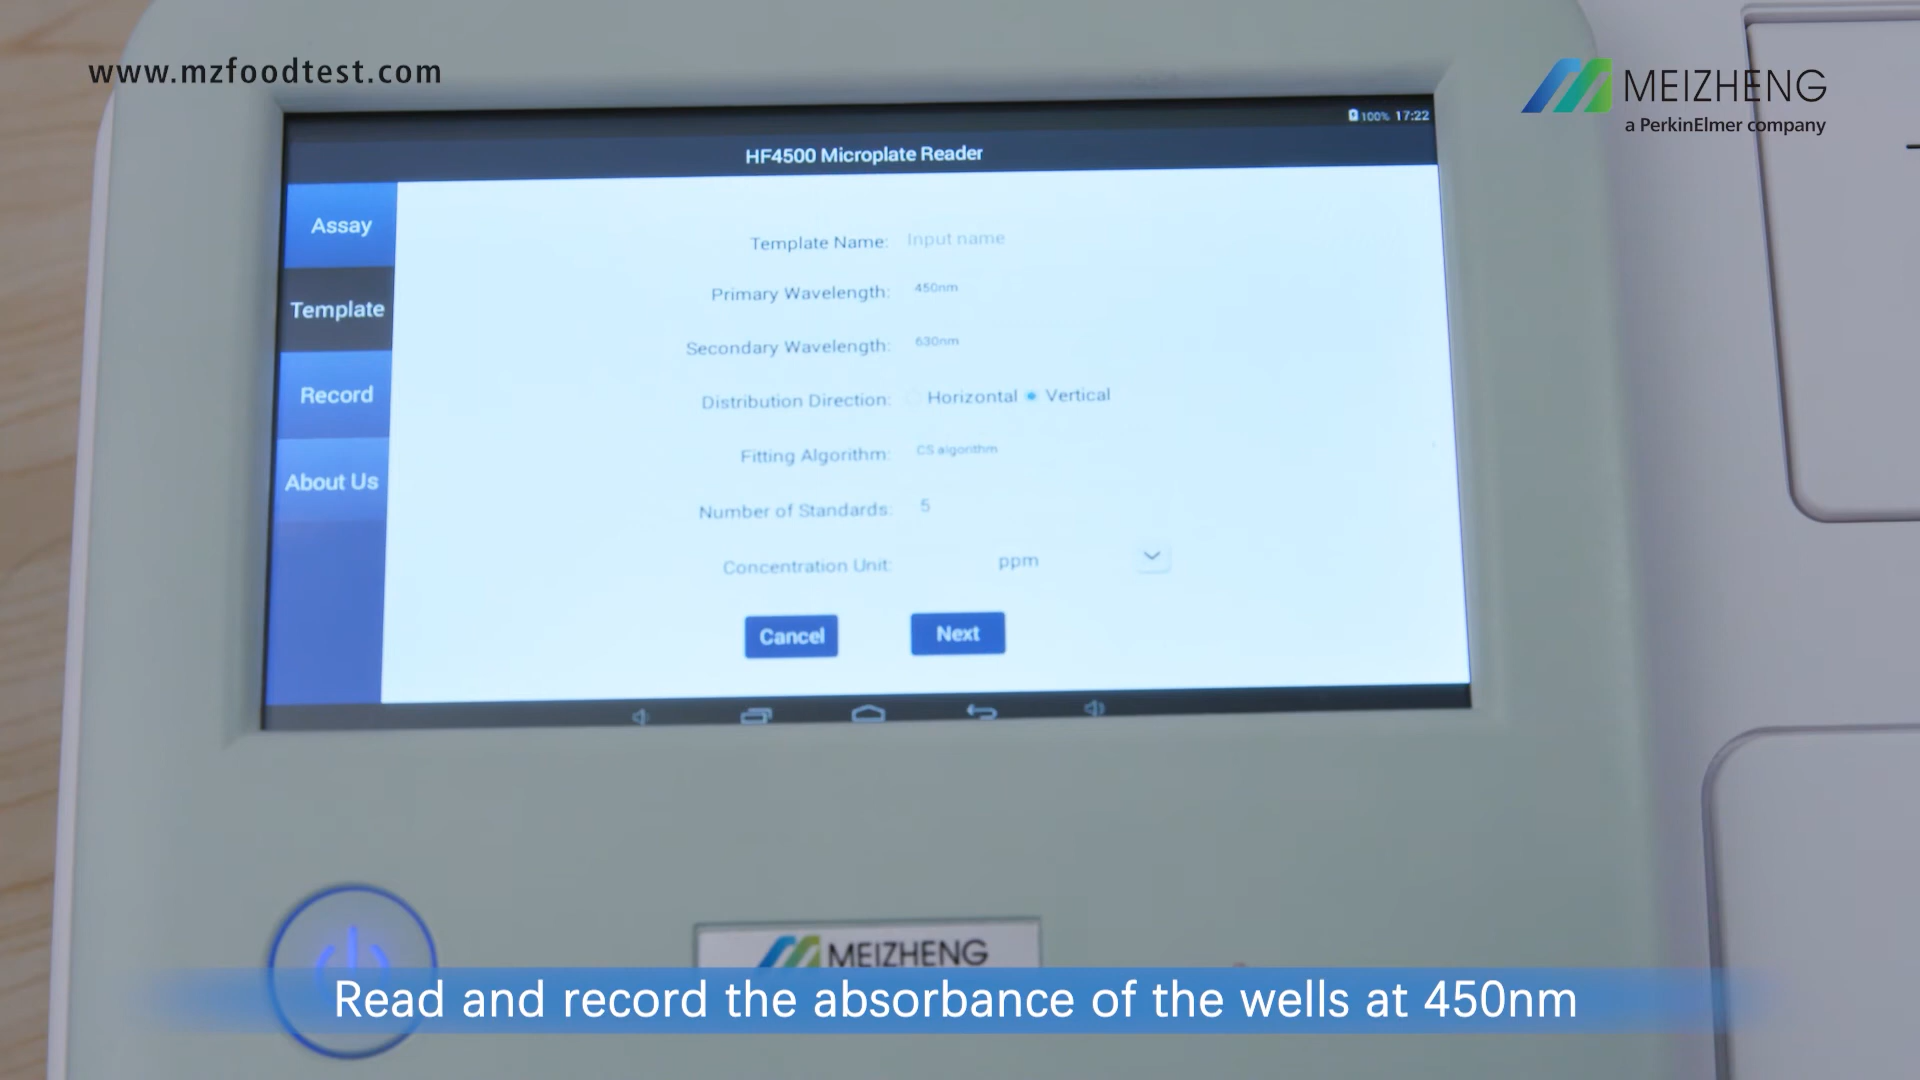 www.mzfoodtest.com
MEIZHENG
a PerkinElmer company
100% 17:22
HF4500 Microplate Reader
Assay
Template
Record
About Us
Template Name: Input name
Primary Wavelength: 450nm
Secondary Wavelength: 630nm
Distribution Direction: Horizontal Vertical
Fitting Algorithm: CS algorithm
Number of Standards: 5
Concentration Unit: ppm
Cancel Next
MEIZHENG
Read and record the absorbance of the wells at 450nm